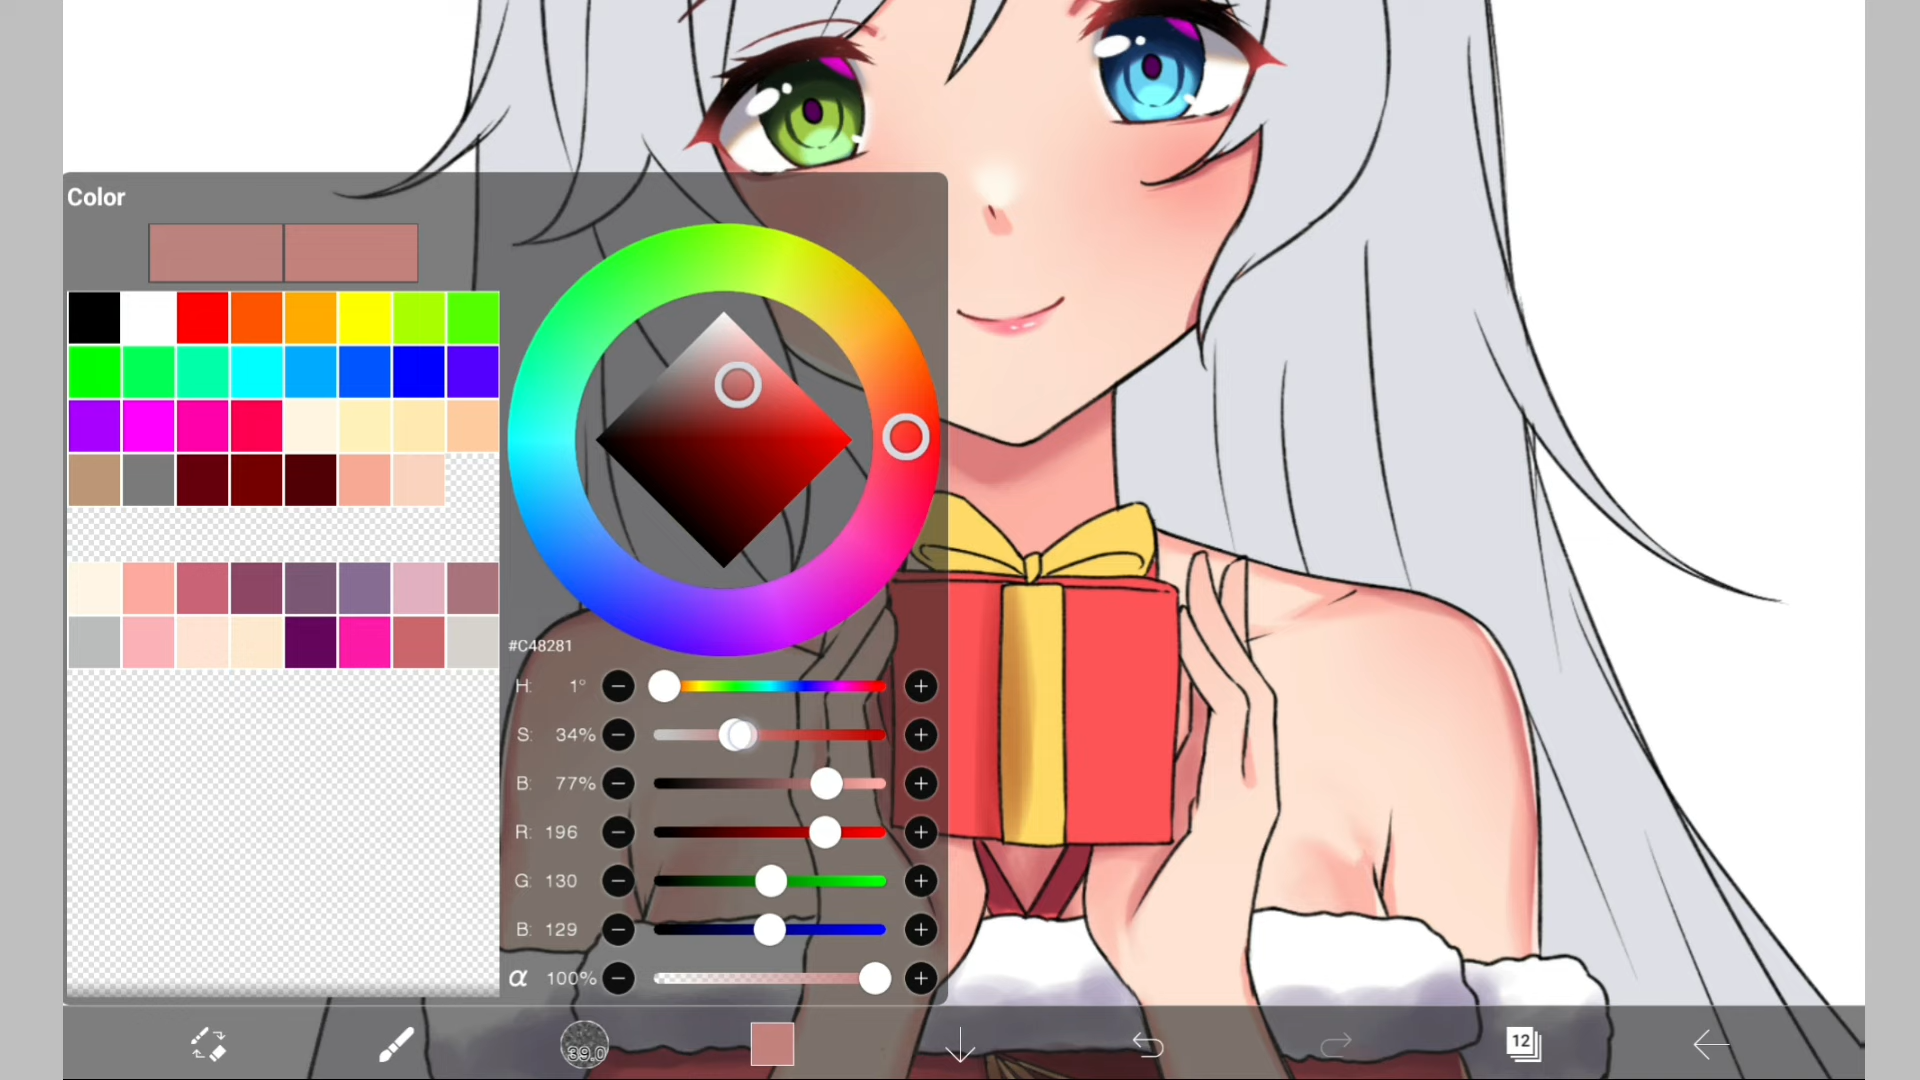 Color
#C48281
H: 1°
S: 34%
B: 77%
R: 196
G: 130
B: 129
α 100%
39.0
12